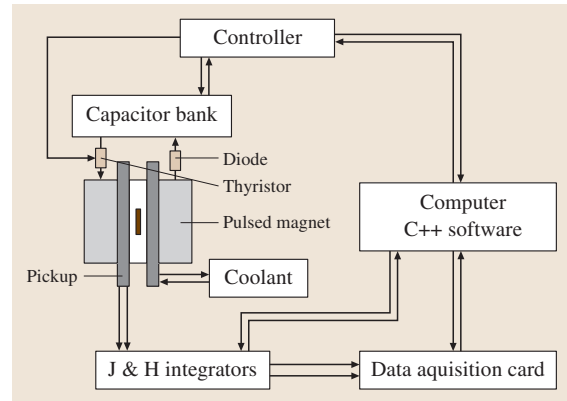 Controller
Capacitor bank
Diode
Thyristor
Computer
C++ software
Pulsed magnet
Pickup
Coolant
J & H integrators
Data aquisition card